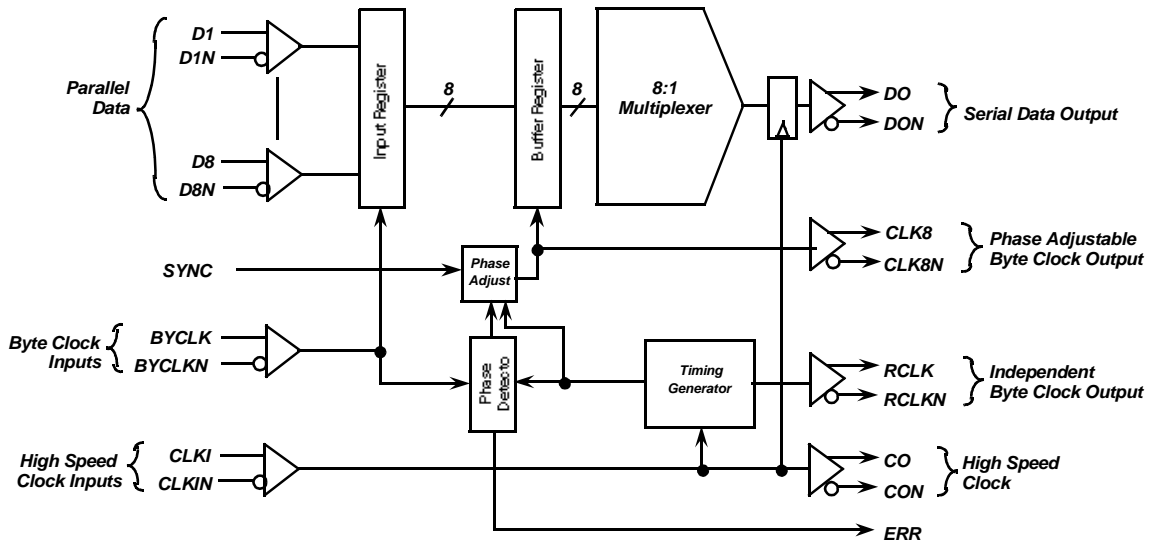 D1
D1N
Parallel
Data
D8
D8N
Input Register
8
Buffer Register
8
8:1
Multiplexer
DO
DON
Serial Data Output
SYNC
Phase
Adjust
CLK8
CLK8N
Phase Adjustable
Byte Clock Output
Byte Clock
Inputs
BYCLK
BYCLKN
Phase
Detecto
Timing
Generator
RCLK
RCLKN
Independent
Byte Clock Output
High Speed
Clock Inputs
CLKI
CLKIN
CO
CON
High Speed
Clock
ERR